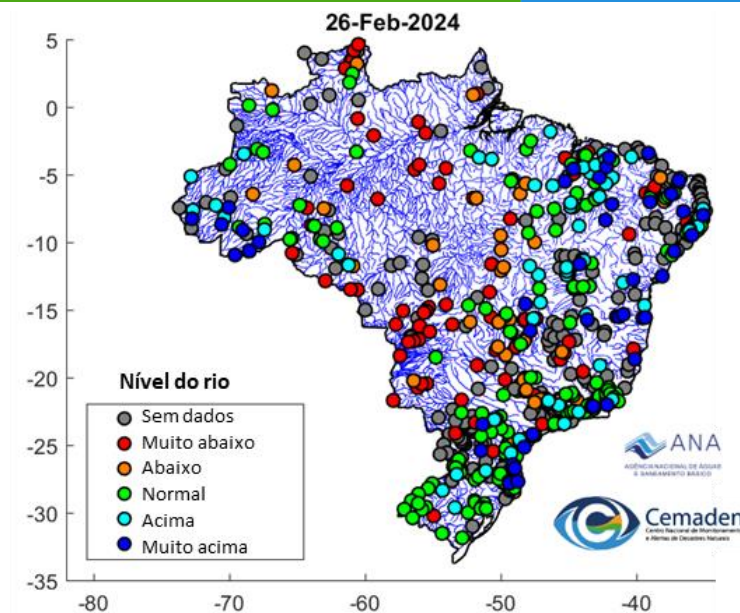 26-Feb-2024
5
0
-5
-10
-15
-20
-25
-30
-35
-80
-70
-60
-50
-40
Nível do rio
Sem dados
Muito abaixo
Abaixo
Normal
Acima
Muito acima
ANA
AGÊNCIA NACIONAL DE ÁGUAS
E SANEAMENTO BÁSICO
Cemaden
Centro Nacional de Monitoramento
e Alertas de Desastres Naturais